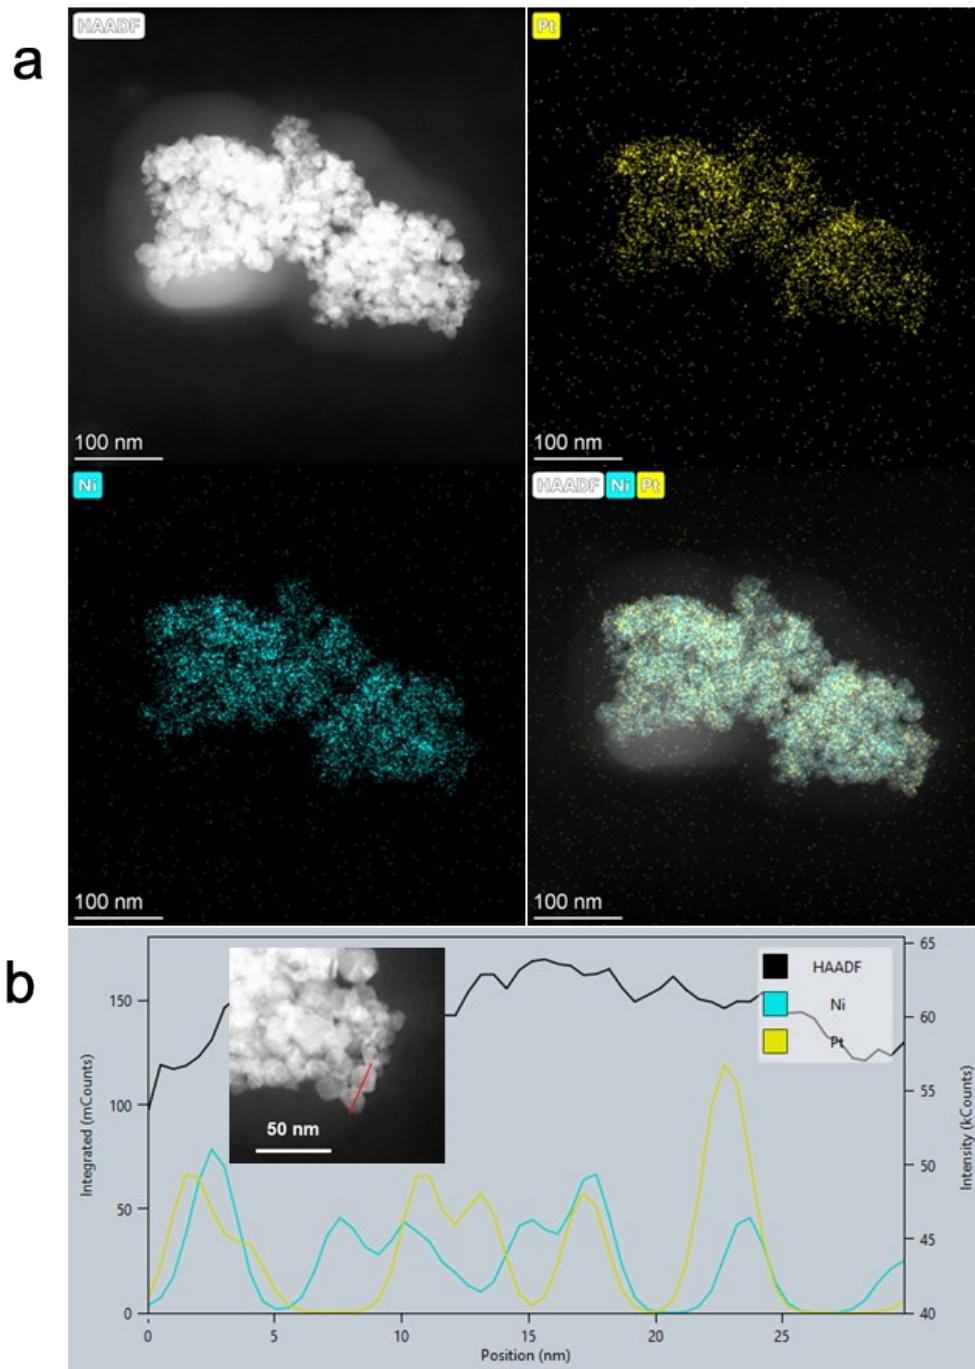 a
HAADF
Pt
100 nm
100 nm
Ni
HAADF Ni Pt
100 nm
100 nm
b
Integrated (mCounts)
150
100
50
0
50 nm
HAADF
Ni
Pt
65
60
55
50
45
40
Intensity (kCounts)
0 5 10 15 20 25
Position (nm)